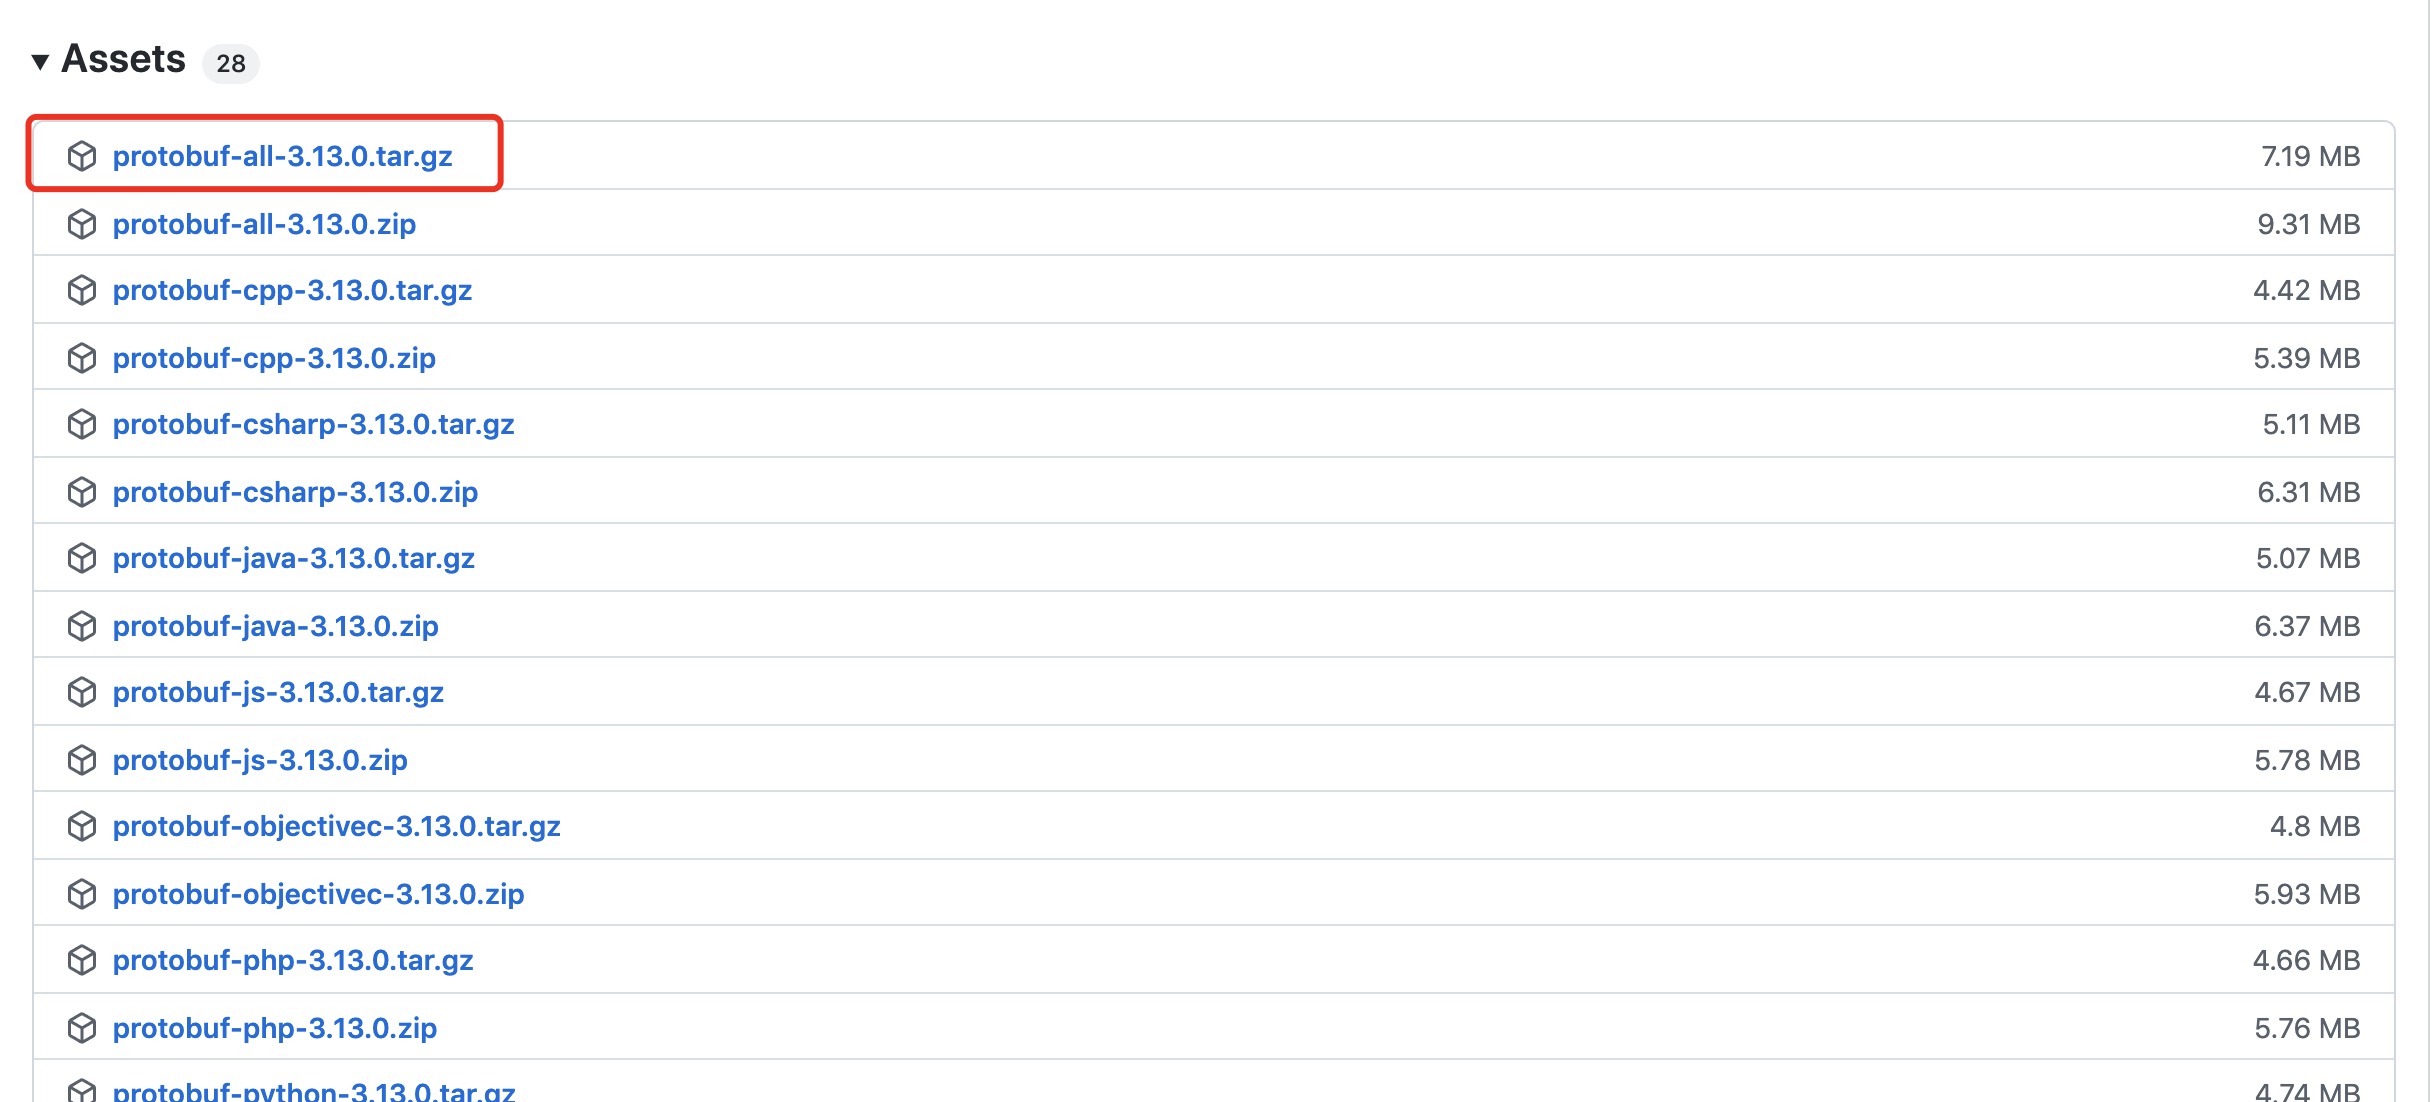 Assets 28
protobuf-all-3.13.0.tar.gz 7.19 MB
protobuf-all-3.13.0.zip 9.31 MB
protobuf-cpp-3.13.0.tar.gz 4.42 MB
protobuf-cpp-3.13.0.zip 5.39 MB
protobuf-csharp-3.13.0.tar.gz 5.11 MB
protobuf-csharp-3.13.0.zip 6.31 MB
protobuf-java-3.13.0.tar.gz 5.07 MB
protobuf-java-3.13.0.zip 6.37 MB
protobuf-js-3.13.0.tar.gz 4.67 MB
protobuf-js-3.13.0.zip 5.78 MB
protobuf-objectivec-3.13.0.tar.gz 4.8 MB
protobuf-objectivec-3.13.0.zip 5.93 MB
protobuf-php-3.13.0.tar.gz 4.66 MB
protobuf-php-3.13.0.zip 5.76 MB
protobuf-python-3.13.0.tar.gz 4.74 MB